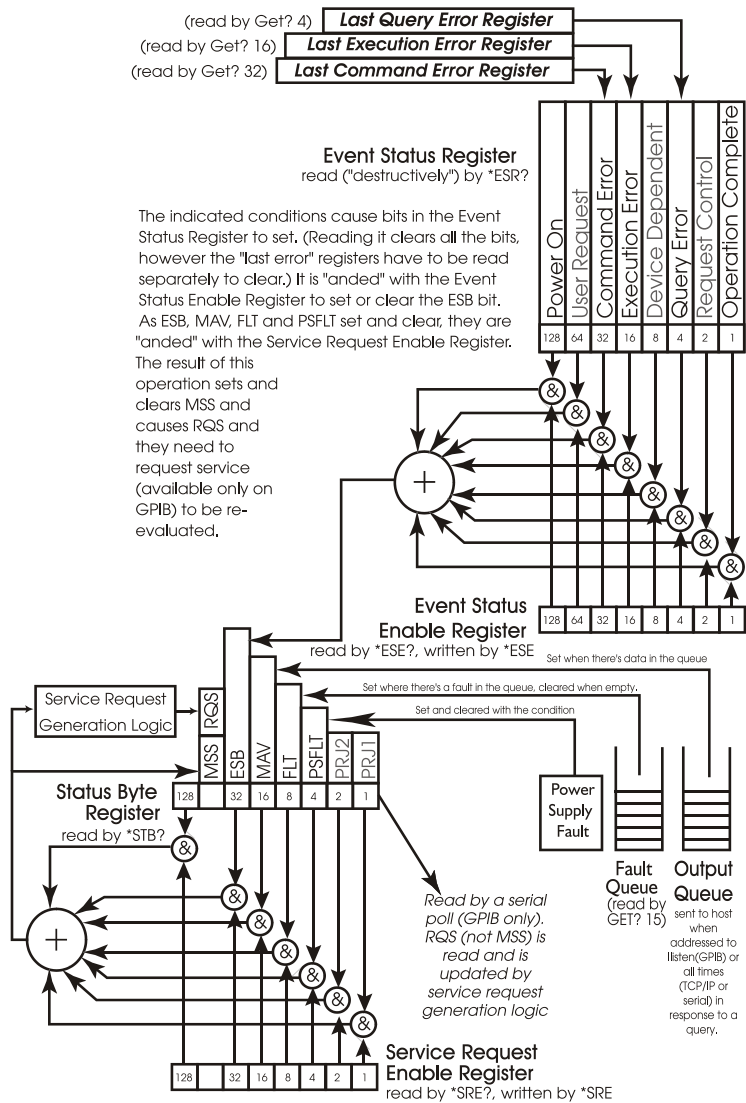 (read by Get? 4) Last Query Error Register
(read by Get? 16) Last Execution Error Register
(read by Get? 32) Last Command Error Register
Event Status Register
read ("destructively") by *ESR?
Power On
User Request
Command Error
Execution Error
Device Dependent
Query Error
Request Control
Operation Complete
128 64 32 16 8 4 2 1
The indicated conditions cause bits in the Event
Status Register to set. (Reading it clears all the bits,
however the "last error" registers have to be read
separately to clear.) It is "anded" with the Event
Status Enable Register to set or clear the ESB bit.
As ESB, MAV, FLT and PSFLT set and clear, they are
"anded" with the Service Request Enable Register.
The result of this
operation sets and
clears MSS and
causes RQS and
they need to
request service
(available only on
GPIB) to be re-
evaluated.
&
&
&
&
&
&
&
&
+
Event Status
Enable Register
read by *ESE?, written by *ESE
128 64 32 16 8 4 2 1
Set when there's data in the queue
Set where there's a fault in the queue, cleared when empty.
Set and cleared with the condition
Service Request
Generation Logic
RQS
MSS
ESB
MAV
FLT
PSFLT
PRJ2
PRJ1
Status Byte
Register
read by *STB?
128 32 16 8 4 2 1
Power
Supply
Fault
Fault
Queue
(read by
GET? 15)
Output
Queue
sent to host
when
addressed to
llisten(GPIB) or
all times
(TCP/IP or
serial) in
response to a
query.
&
&
&
&
&
&
&
+
Read by a serial
poll (GPIB only).
RQS (not MSS) is
read and is
updated by
service request
generation logic
Service Request
Enable Register
read by *SRE?, written by *SRE
128 32 16 8 4 2 1